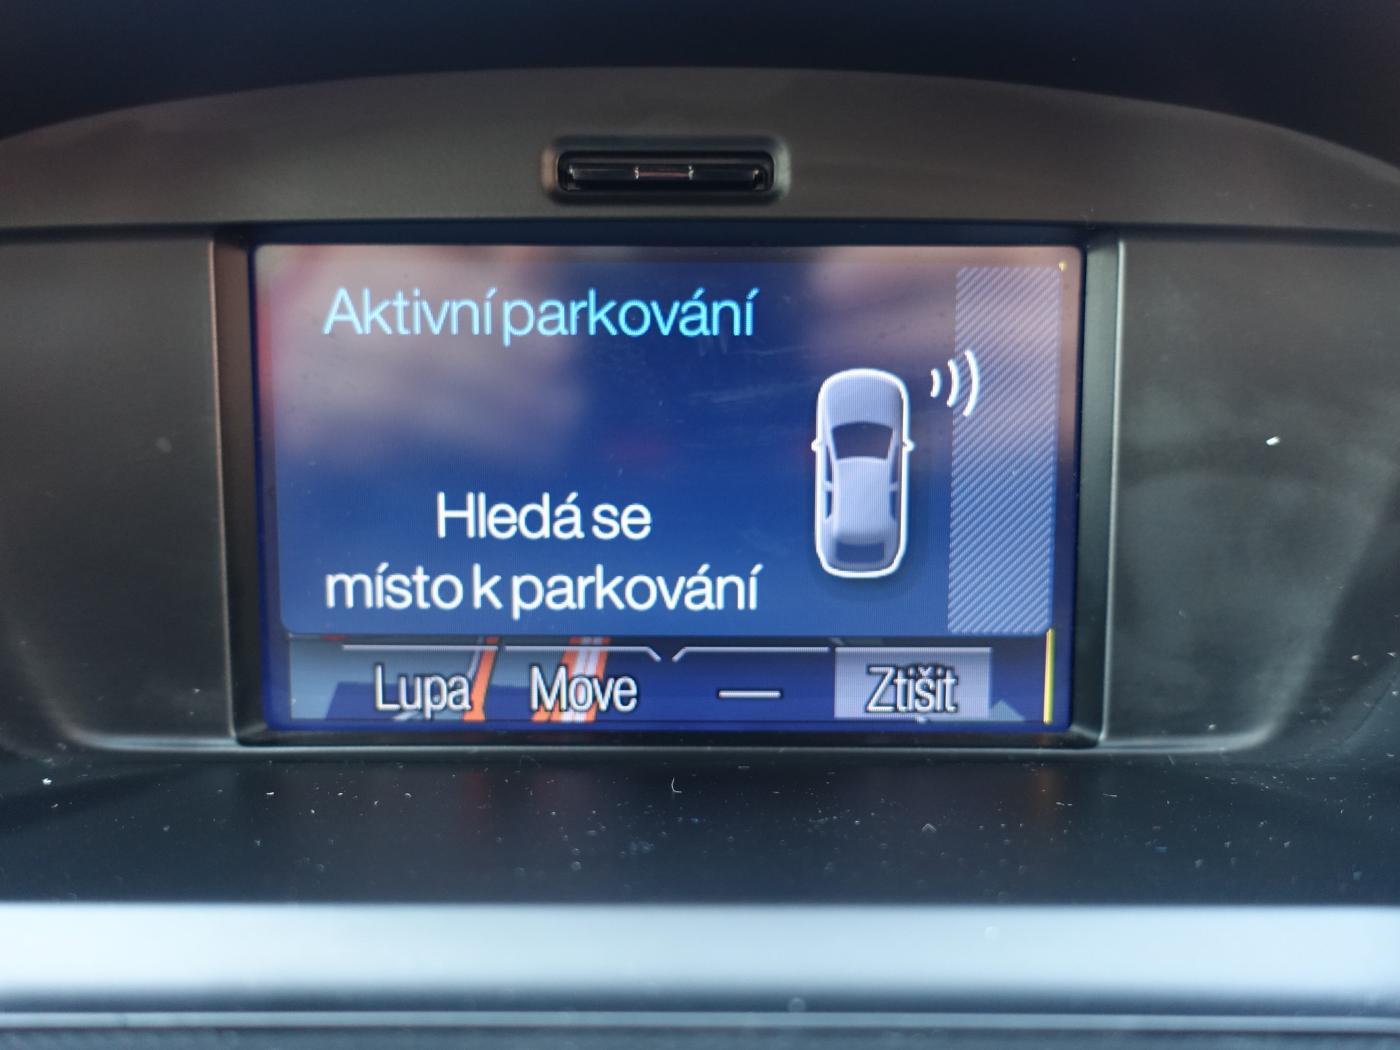 Aktivní parkování
Hledá se
místo k parkování
Lupa Move — Ztišit